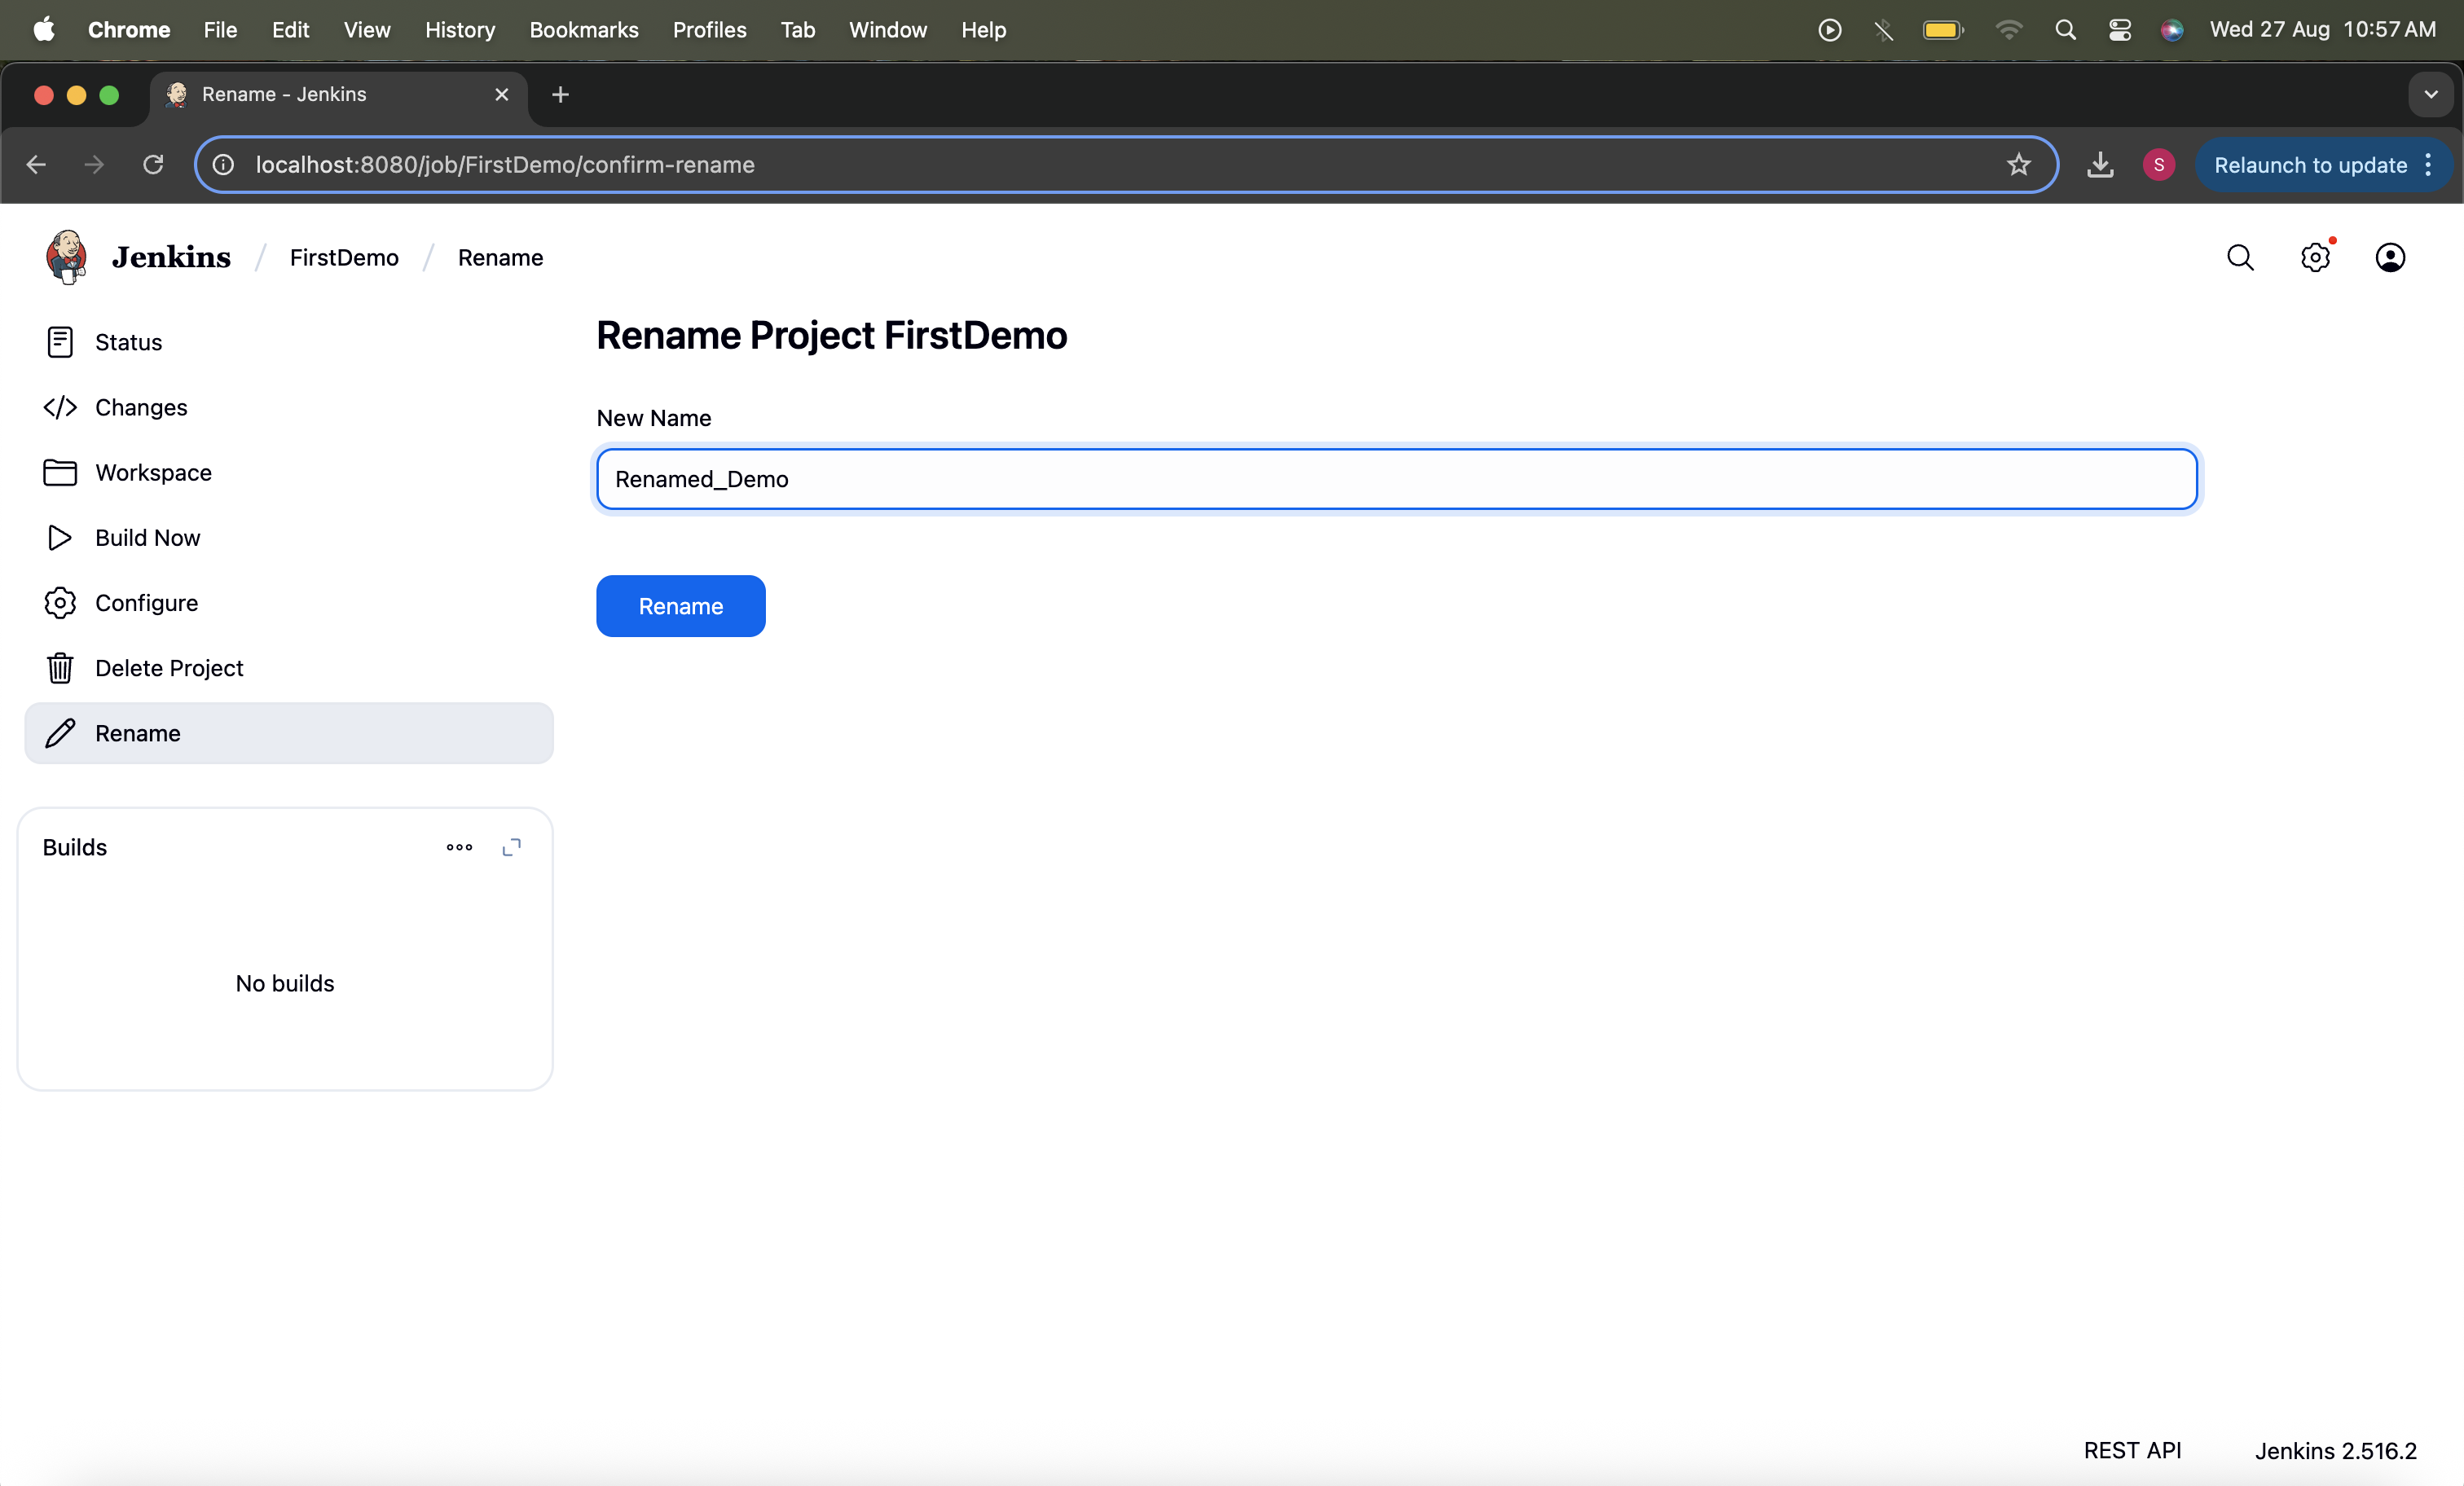 Chrome File Edit View History Bookmarks Profiles Tab Window Help Wed 27 Aug 10:57 AM
Rename - Jenkins
localhost:8080/job/FirstDemo/confirm-rename S Relaunch to update
Jenkins / FirstDemo / Rename
Status
Changes
Workspace
Build Now
Configure
Delete Project
Rename
Builds
No builds
Rename Project FirstDemo
New Name
Renamed_Demo
Rename
REST API Jenkins 2.516.2